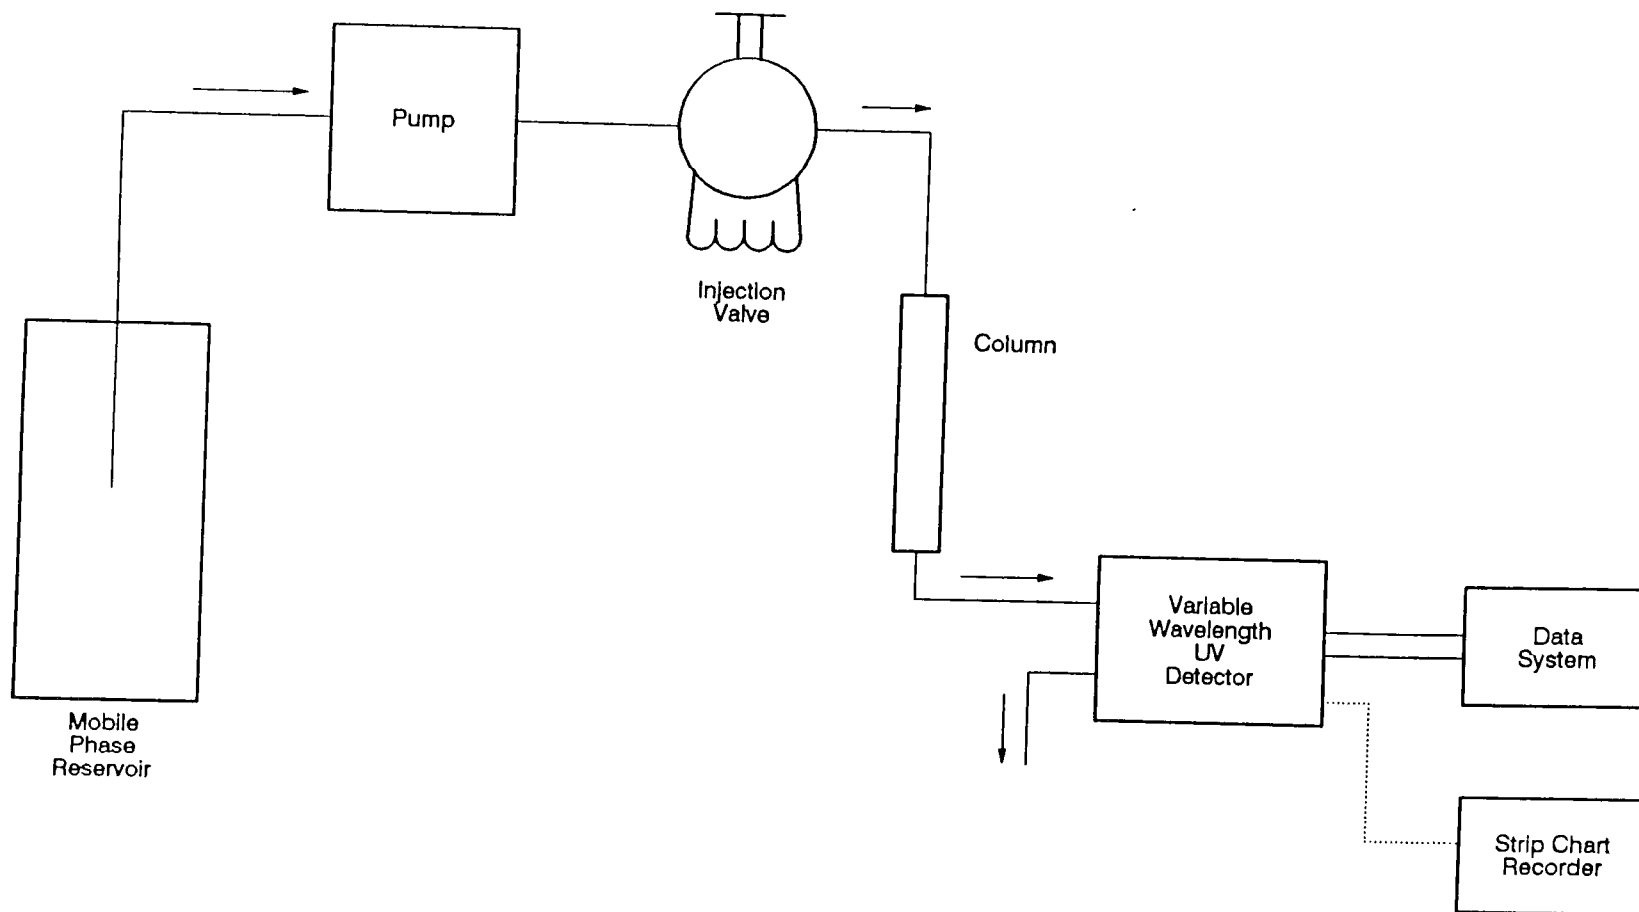 Pump
Injection
Valve
Column
Mobile
Phase
Reservoir
Variable
Wavelength
UV
Detector
Data
System
Strip Chart
Recorder